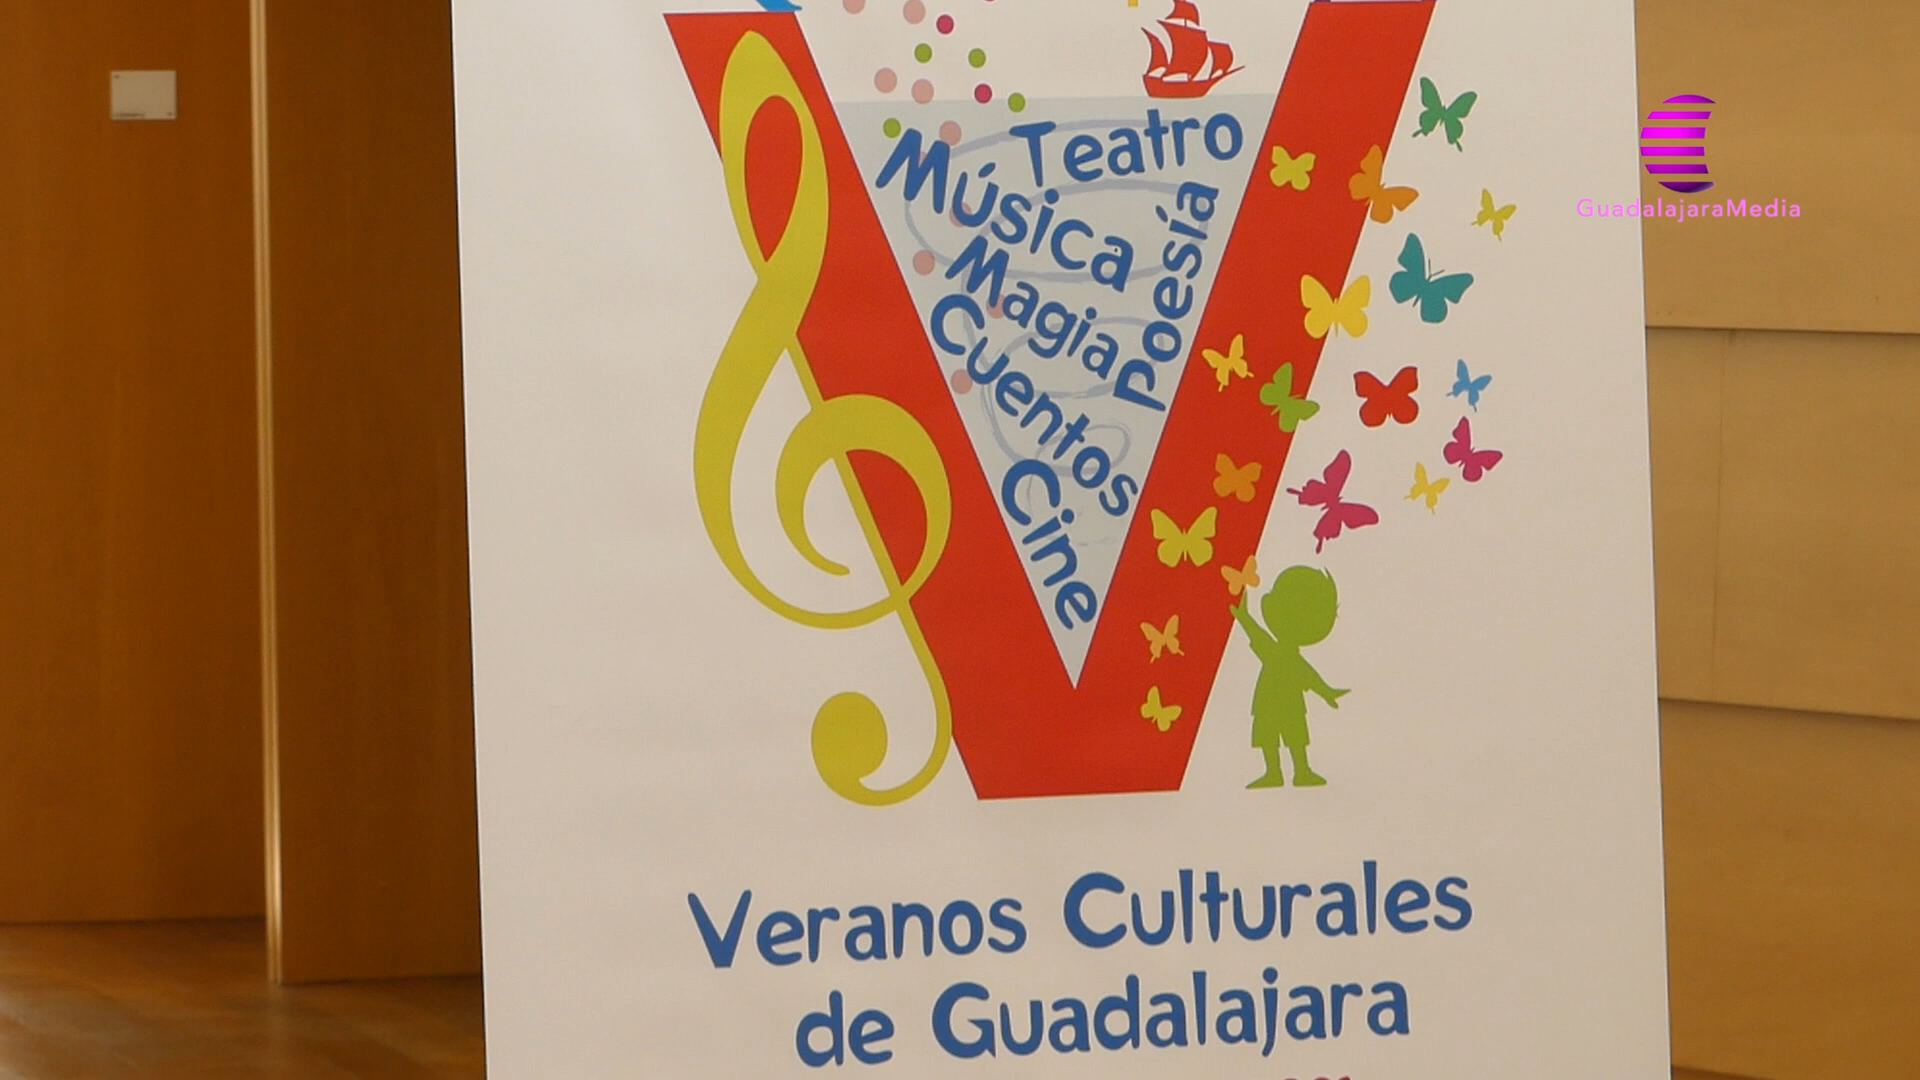 Teatro
Música
Poesía
Magia
Cuentos
Cine
Veranos Culturales
de Guadalajara
GuadalajaraMedia